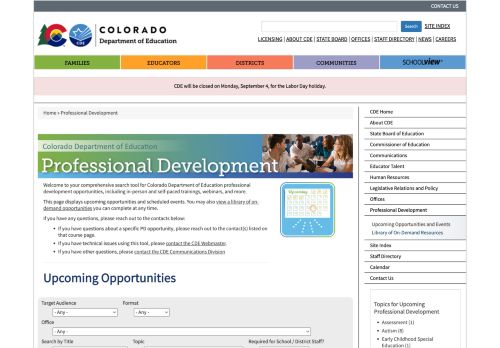 CONTACT US
COLORADO
Department of Education
CDE
Search
SITE INDEX
LICENSING | ABOUT CDE | STATE BOARD | OFFICES | STAFF DIRECTORY | NEWS | CAREERS
FAMILIES
EDUCATORS
DISTRICTS
COMMUNITIES
SCHOOLVIEW
CDE will be closed on Monday, September 4, for the Labor Day holiday.
Home > Professional Development
Colorado Department of Education
Professional Development
Welcome to your comprehensive search tool for Colorado Department of Education professional
development opportunities, including in-person and self-paced trainings, webinars, and more.
This page displays upcoming opportunities and scheduled events. You may also view a library of on-
demand opportunities you can complete at any time.
If you have any questions, please reach out to the contacts below:
• If you have questions about a specific PD opportunity, please reach out to the contact(s) listed on
that course page.
• If you have technical issues using this tool, please contact the CDE Webmaster.
• If you have other questions, please contact the CDE Communications Division
Upcoming
Upcoming Opportunities
Target Audience
Format
- Any -
- Any -
Office
- Any -
Search by Title
Topic
Required for School / District Staff?
CDE Home
About CDE
State Board of Education
Commissioner of Education
Communications
Educator Talent
Human Resources
Legislative Relations and Policy
Offices
Professional Development
Upcoming Opportunities and Events
Library of On-Demand Resources
Site Index
Staff Directory
Calendar
Contact Us
Topics for Upcoming
Professional Development
• Assessment (1)
• Autism (8)
• Early Childhood Special
Education (1)